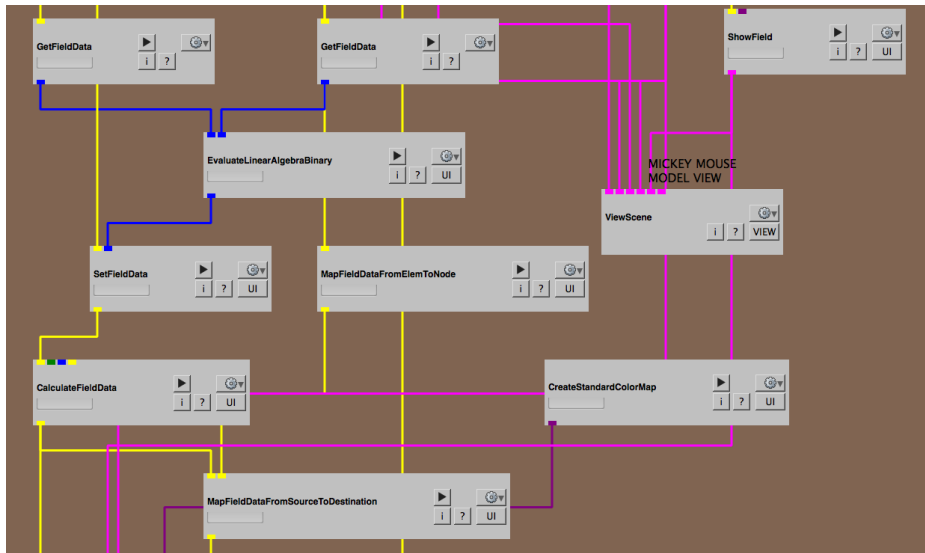 GetFieldData
i ?
GetFieldData
i ?
ShowField
i ? UI
EvaluateLinearAlgebraBinary
i ? UI
MICKEY MOUSE
MODEL VIEW
ViewScene
i ? VIEW
SetFieldData
i ? UI
MapFieldDataFromElemToNode
i ? UI
CalculateFieldData
i ? UI
CreateStandardColorMap
i ? UI
MapFieldDataFromSourceToDestination
i ? UI